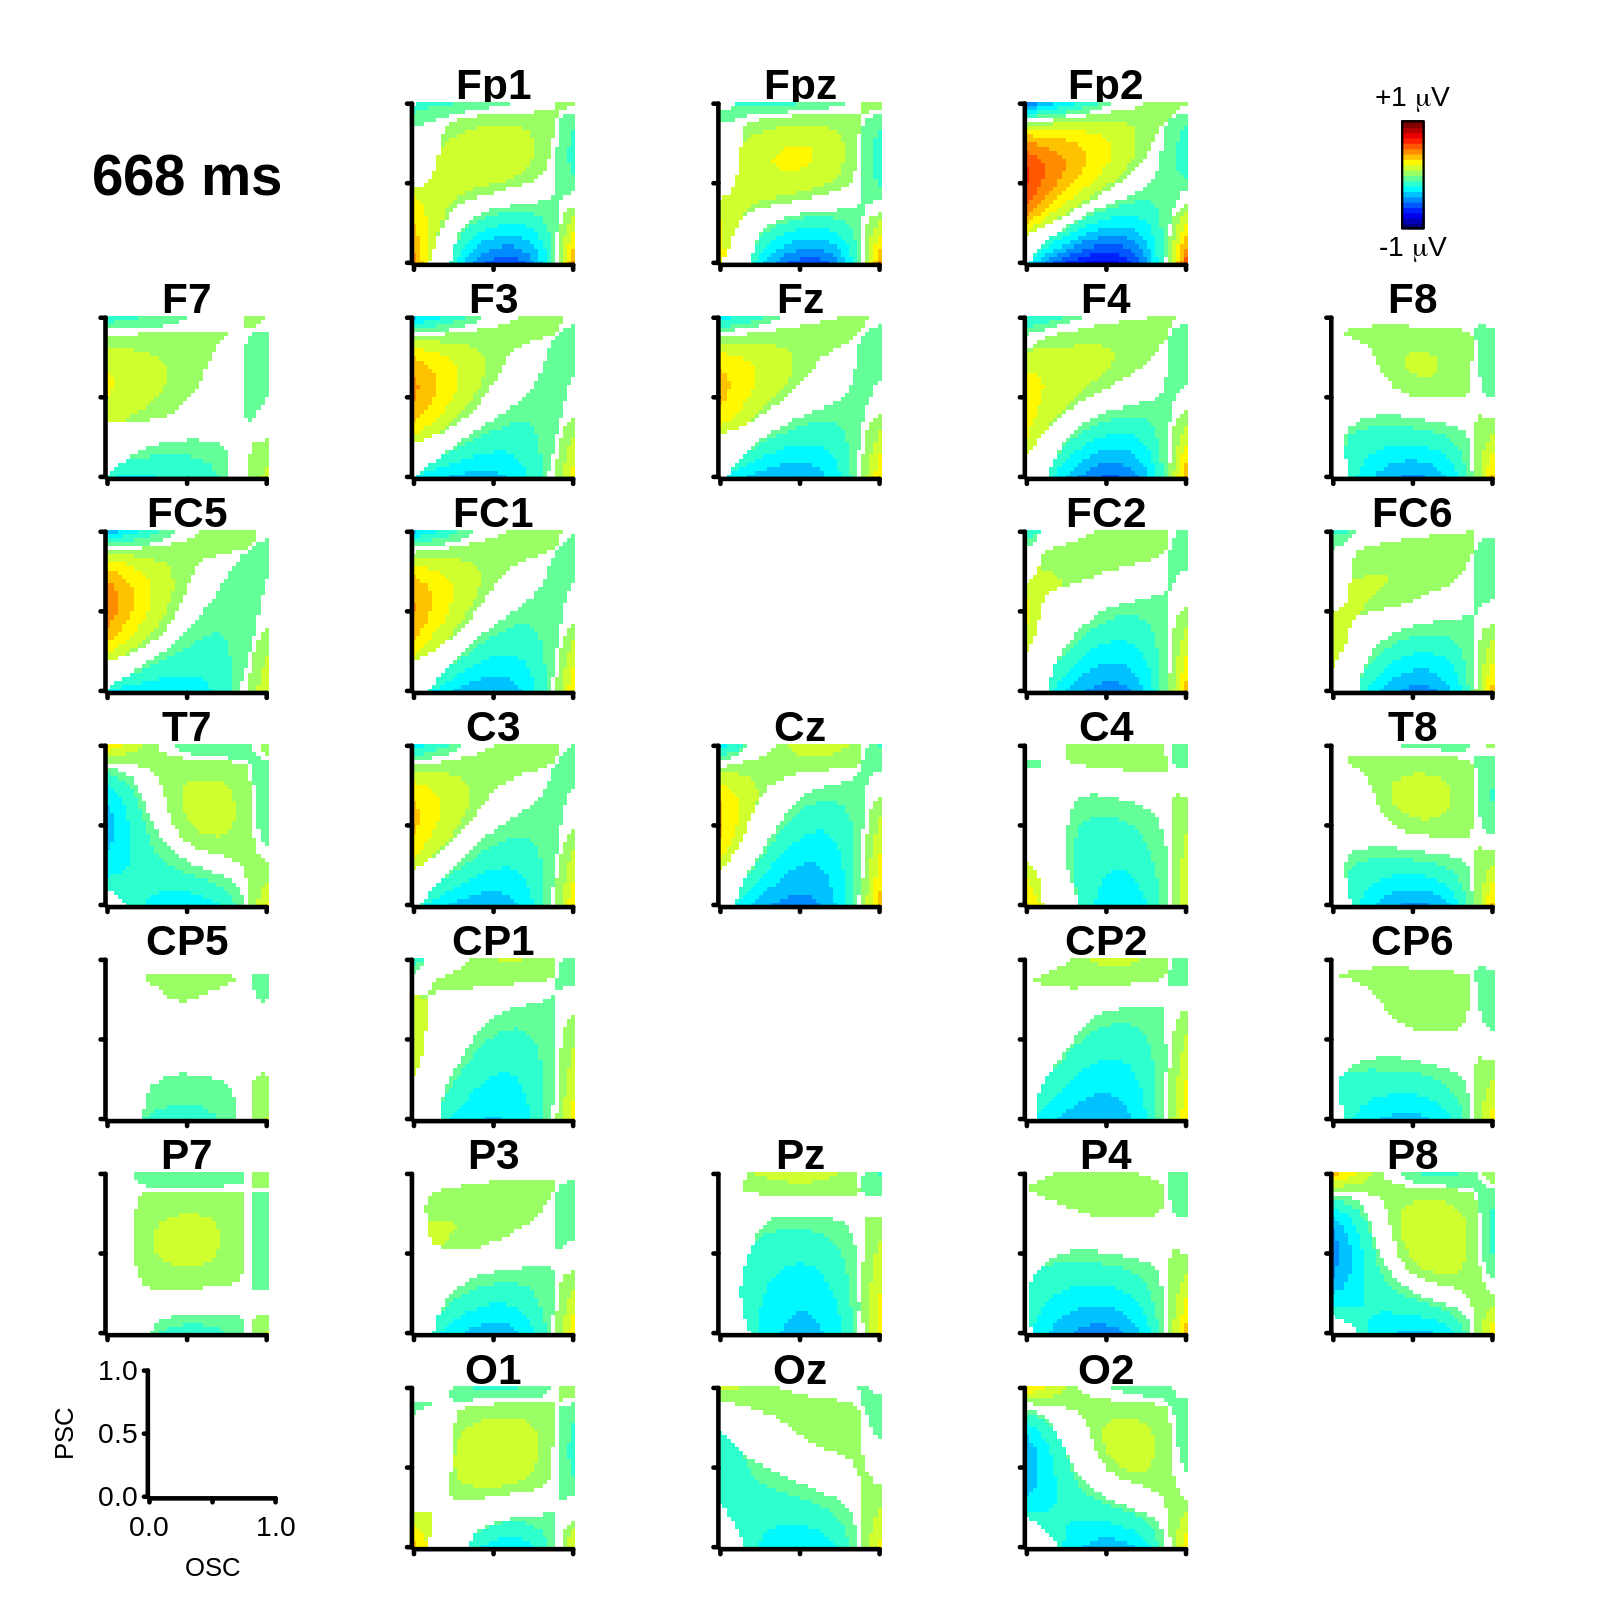 Fp1 Fpz Fp2
+1 μV
668 ms
-1 μV
F7 F3 Fz F4 F8
FC5 FC1 FC2 FC6
T7 C3 Cz C4 T8
CP5 CP1 CP2 CP6
P7 P3 Pz P4 P8
O1 Oz O2
1.0
PSC
0.5
0.0
0.0 1.0
OSC